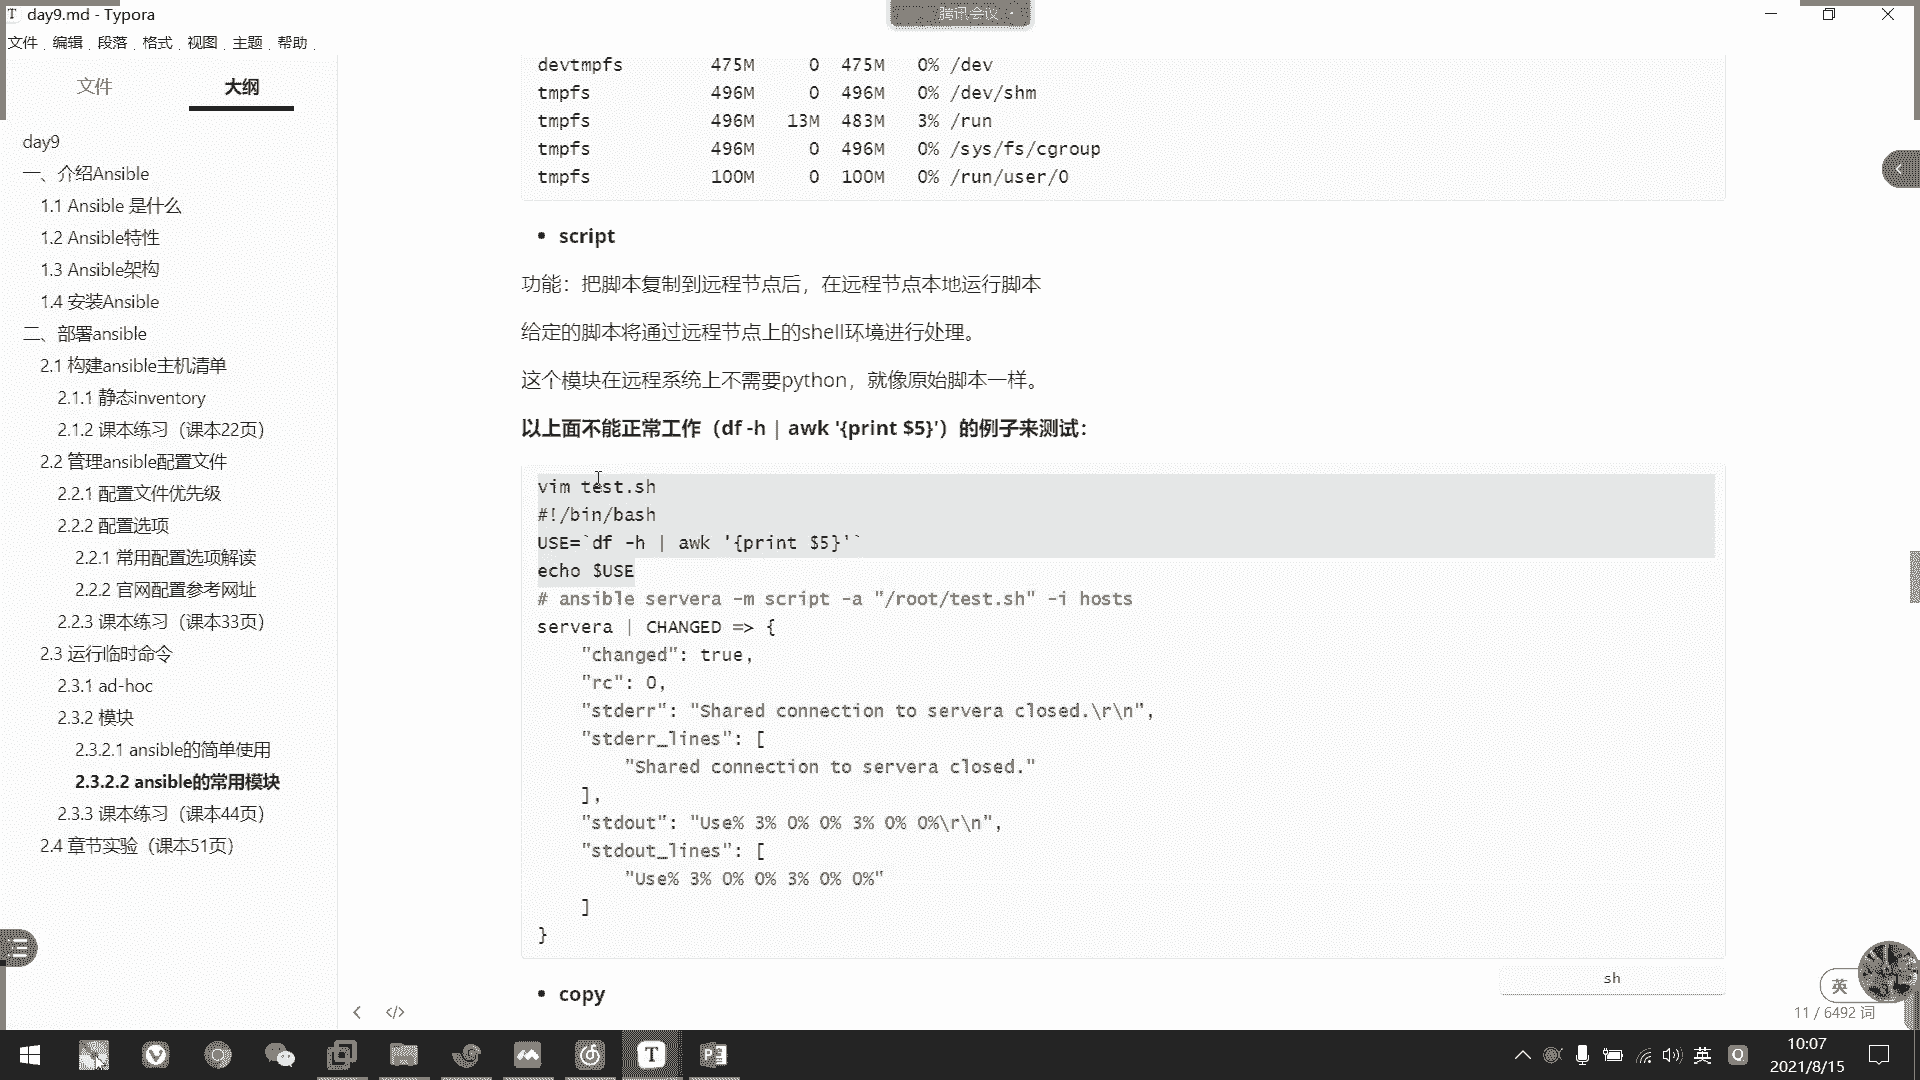 day9.md - Typora
腾讯会议
文件 编辑 段落 格式 视图 主题 帮助
文件 大纲
day9
一、介绍Ansible
1.1 Ansible 是什么
1.2 Ansible特性
1.3 Ansible架构
1.4 安装Ansible
二、部署ansible
2.1 构建ansible主机清单
2.1.1 静态inventory
2.1.2 课本练习（课本22页）
2.2 管理ansible配置文件
2.2.1 配置文件优先级
2.2.2 配置选项
2.2.1 常用配置选项解读
2.2.2 官网配置参考网址
2.2.3 课本练习（课本33页）
2.3 运行临时命令
2.3.1 ad-hoc
2.3.2 模块
2.3.2.1 ansible的简单使用
2.3.2.2 ansible的常用模块
2.3.3 课本练习（课本44页）
2.4 章节实验（课本51页）
devtmpfs 475M 0 475M 0% /dev
tmpfs 496M 0 496M 0% /dev/shm
tmpfs 496M 13M 483M 3% /run
tmpfs 496M 0 496M 0% /sys/fs/cgroup
tmpfs 100M 0 100M 0% /run/user/0
• script
功能：把脚本复制到远程节点后，在远程节点本地运行脚本
给定的脚本将通过远程节点上的shell环境进行处理。
这个模块在远程系统上不需要python，就像原始脚本一样。
以上面不能正常工作（df -h | awk '{print $5}'）的例子来测试：
vim test.sh
#!/bin/bash
USE=`df -h | awk '{print $5}'`
echo $USE
# ansible servera -m script -a "/root/test.sh" -i hosts
servera | CHANGED => {
"changed": true,
"rc": 0,
"stderr": "Shared connection to servera closed.\r\n",
"stderr_lines": [
"Shared connection to servera closed."
],
"stdout": "Use% 3% 0% 0% 3% 0% 0%\r\n",
"stdout_lines": [
"Use% 3% 0% 0% 3% 0% 0%"
]
}
sh
• copy
英
11 / 6492 词
英
10:07
2021/8/15